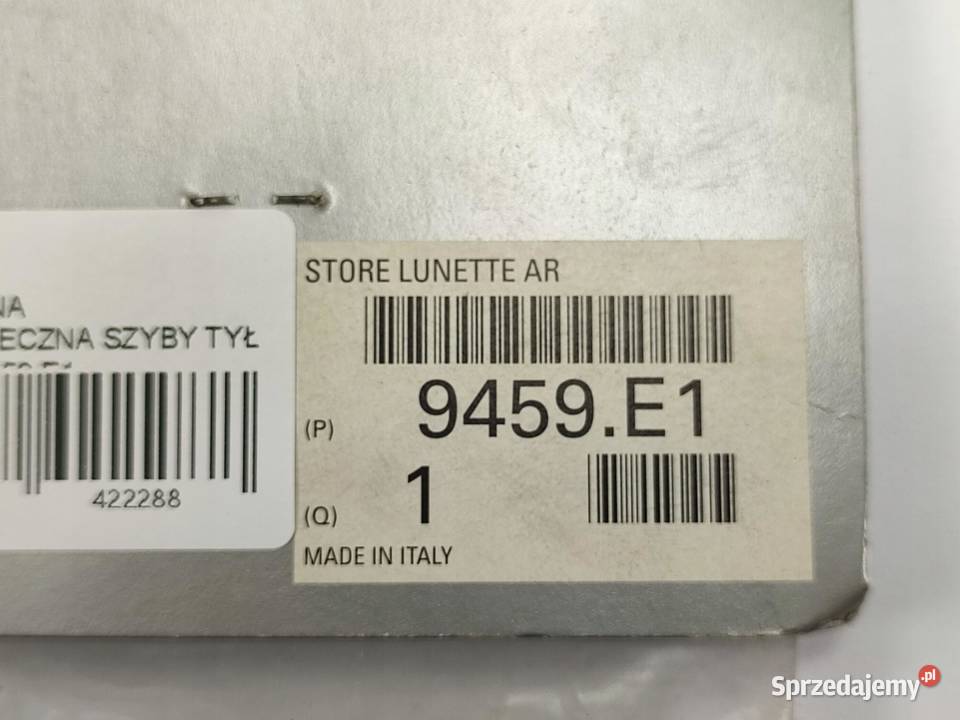 STORE LUNETTE AR
9459.E1
(P)
1
(Q)
MADE IN ITALY
NA
ECZNA SZYBY TYŁ
422288
Sprzedajemy.pl